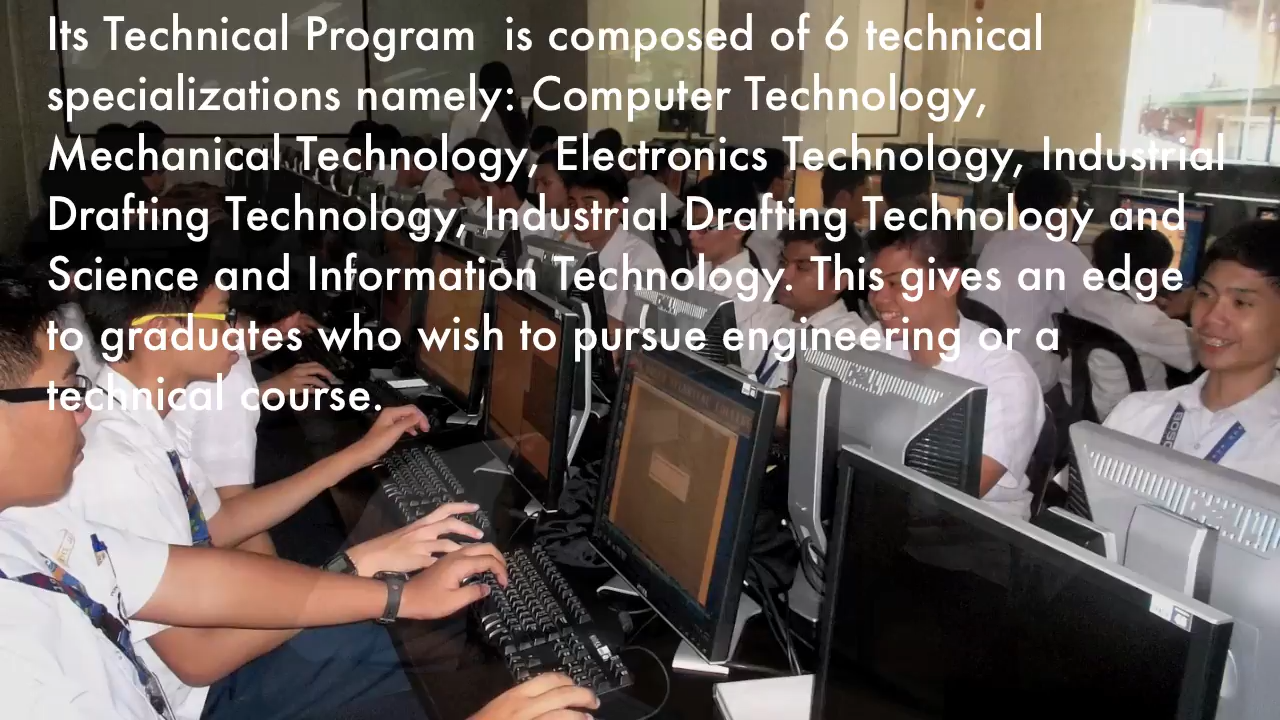 Its Technical Program  is composed of 6 technical
specializations namely: Computer Technology,
Mechanical Technology, Electronics Technology, Industrial
Drafting Technology, Industrial Drafting Technology and
Science and Information Technology. This gives an edge
to graduates who wish to pursue engineering or a
technical course.